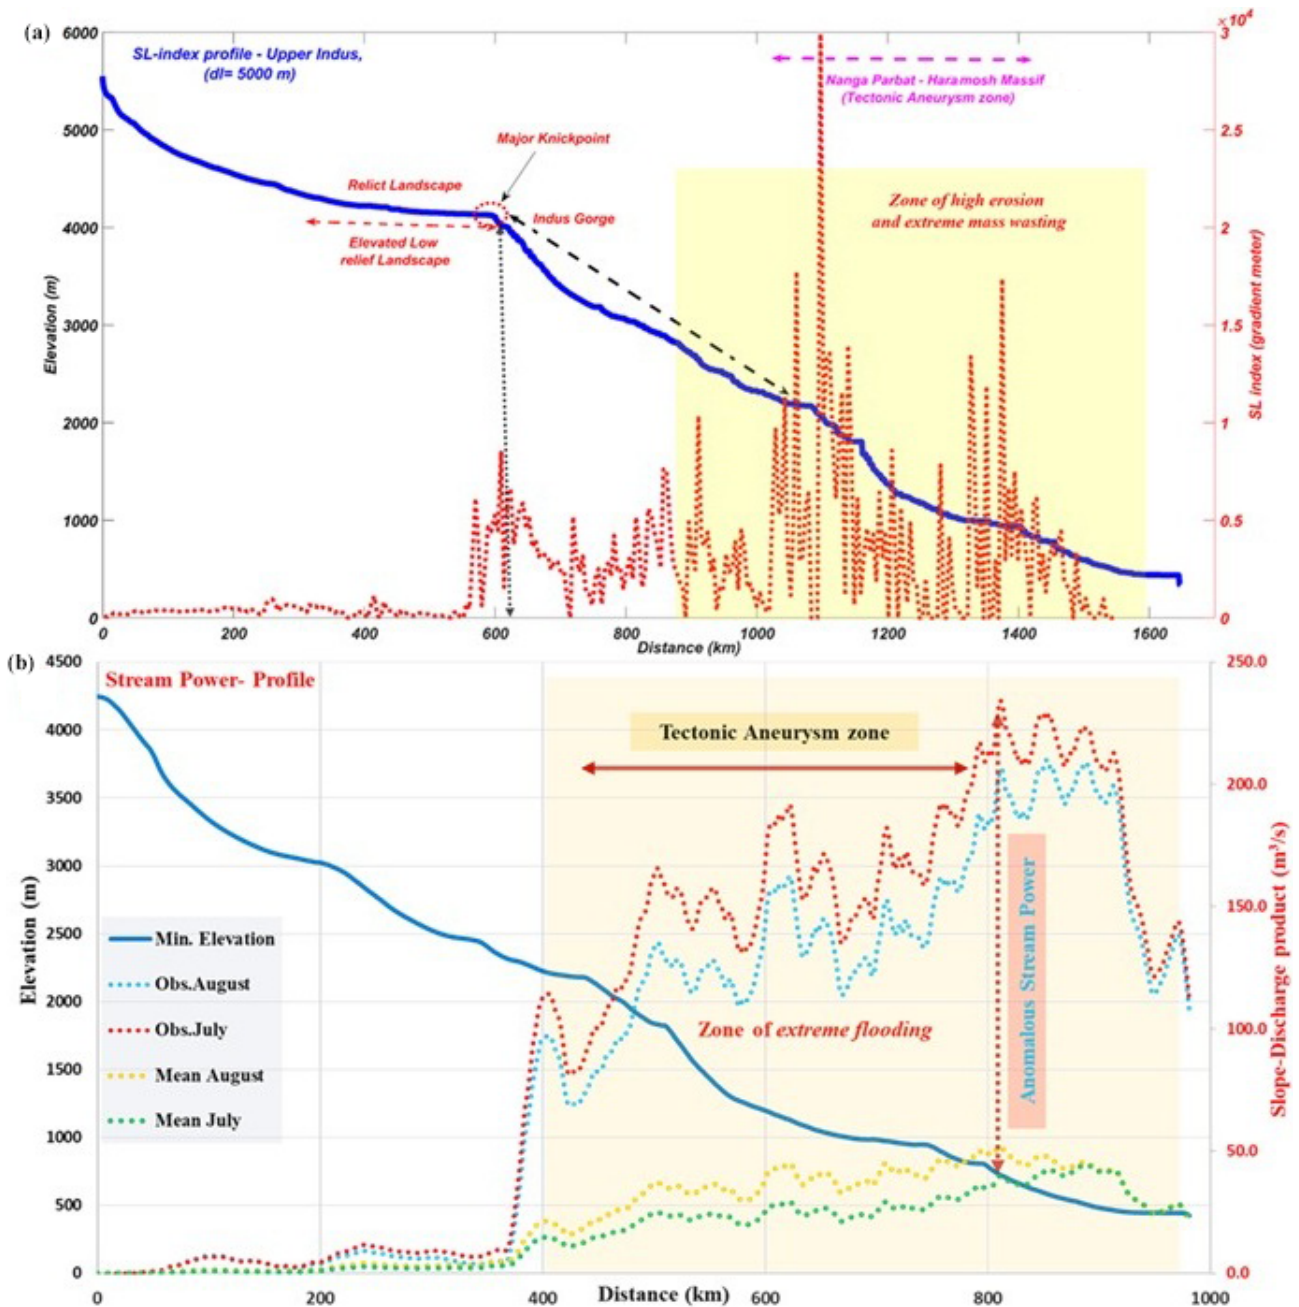 (a)
×10⁴
6000
5000
4000
3000
2000
1000
0
Elevation (m)
SL-index profile - Upper Indus,
(dl= 5000 m)
Major Knickpoint
Relict Landscape
Indus Gorge
Elevated Low
relief Landscape
Nanga Parbat - Haramosh Massif
(Tectonic Aneurysm zone)
Zone of high erosion
and extreme mass wasting
3
2.5
2
1.5
1
0.5
0
SL index (gradient meter)
0 200 400 600 800 1000 1200 1400 1600
Distance (km)
(b)
4500
4000
3500
3000
2500
2000
1500
1000
500
0
Elevation (m)
Stream Power- Profile
Tectonic Aneurysm zone
Min. Elevation
Obs.August
Obs.July
Mean August
Mean July
Zone of extreme flooding
Anomalous Stream Power
250.0
200.0
150.0
100.0
50.0
0.0
Slope-Discharge product (m³/s)
0 200 400 600 800 1000
Distance (km)